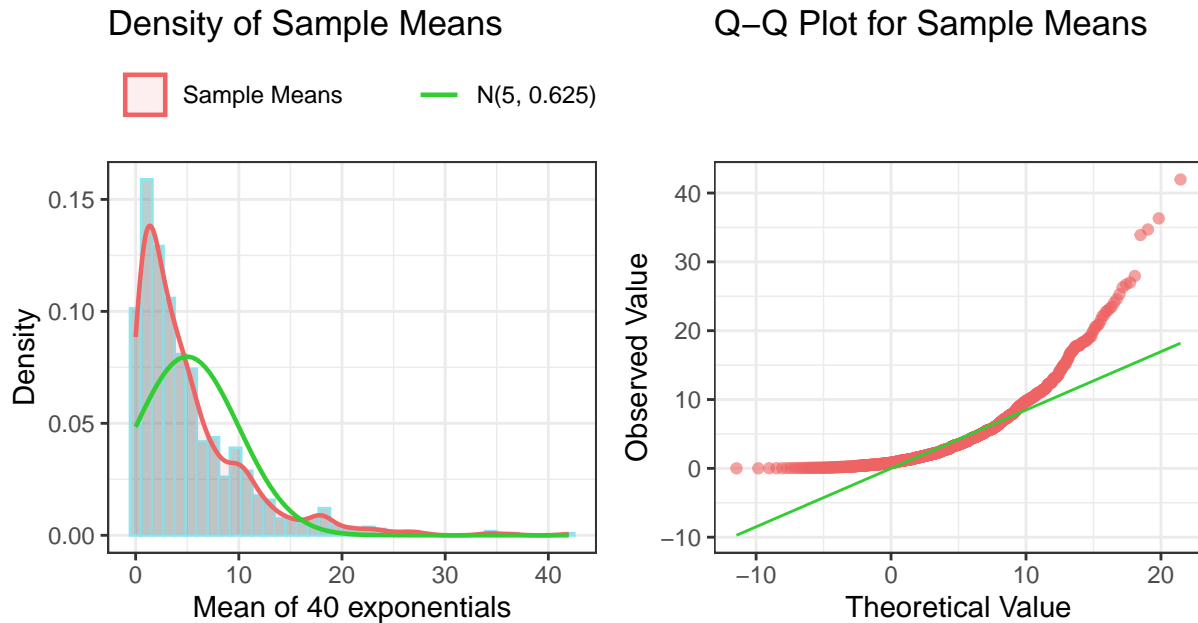 Density of Sample Means
Sample Means
N(5, 0.625)
Density
0.15
0.10
0.05
0.00
0
10
20
30
40
Mean of 40 exponentials
Q−Q Plot for Sample Means
Observed Value
40
30
20
10
0
−10
−10
0
10
20
Theoretical Value